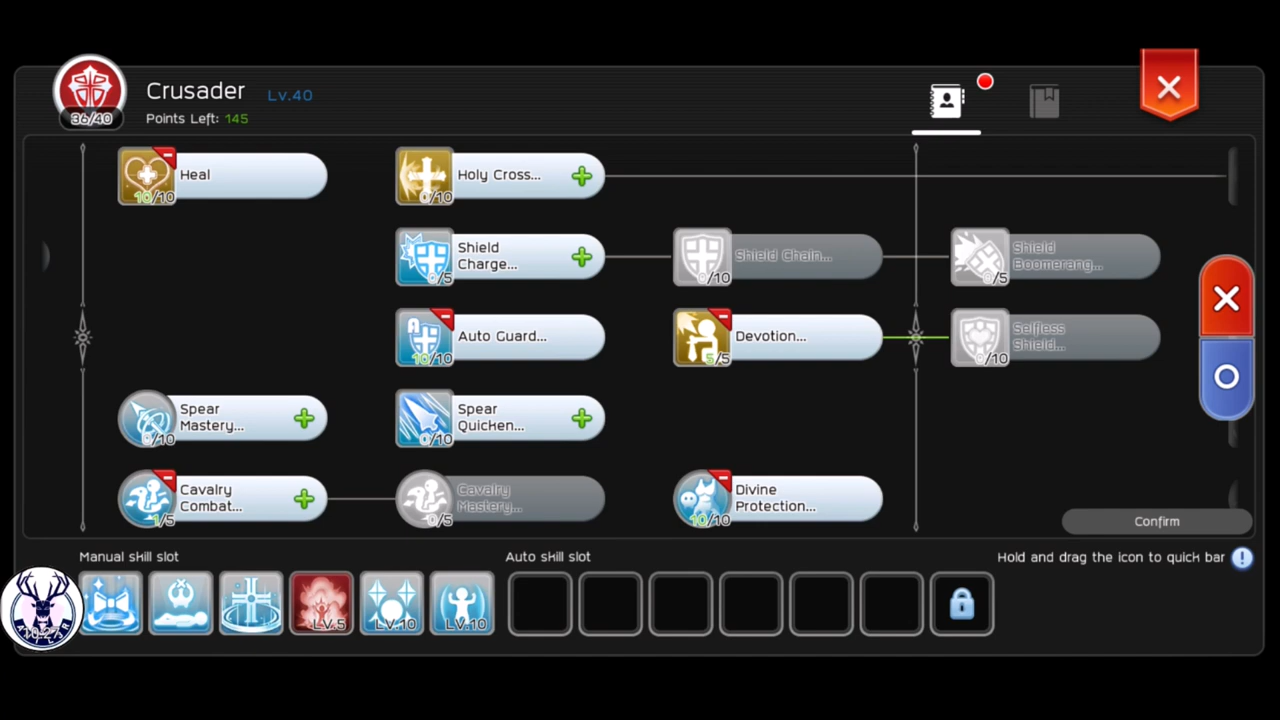 Crusader Lv.40
36/40
Points Left: 145
Heal
10/10
Holy Cross...
0/10
Shield
Charge...
0/5
Shield Chain...
0/10
Shield
Boomerang...
0/5
Auto Guard...
A
10/10
Devotion...
5/5
Selfless
Shield...
0/10
Spear
Mastery...
0/10
Spear
Quicken...
0/10
Cavalry
Combat...
1/5
Cavalry
Mastery...
0/5
Divine
Protection...
10/10
Confirm
Manual skill slot
Auto skill slot
Hold and drag the icon to quick bar
LV.5
LV.10
LV.10